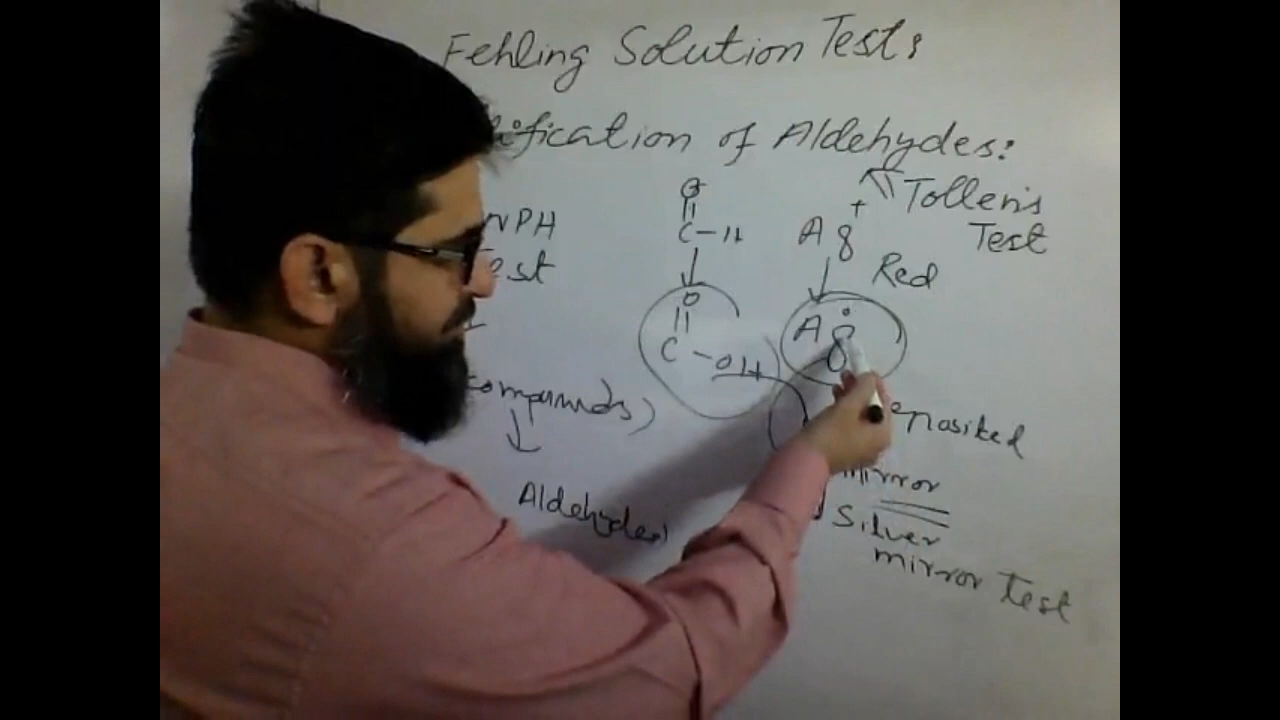 Fehling Solution Test:
ification of Aldehydes:
NPH
est
O
||
C-H
O
||
C-OH
Ag+
Tollen's
Test
Red
Ag°
eposited
mirror
Silver
mirror Test
compounds)
Aldehydes